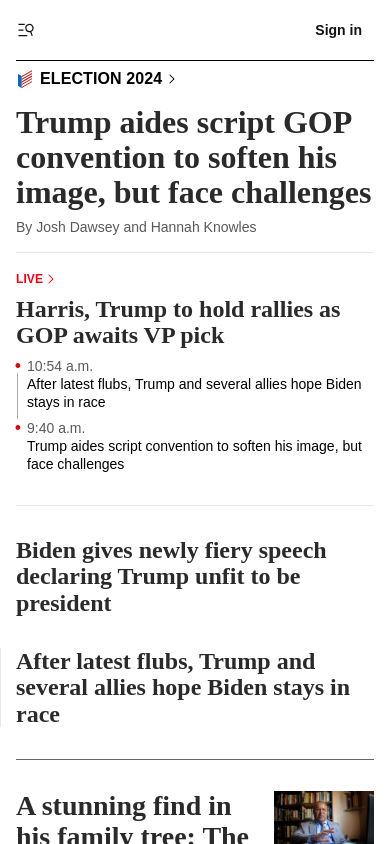 Sign in
ELECTION 2024
Trump aides script GOP
convention to soften his
image, but face challenges
By Josh Dawsey and Hannah Knowles
LIVE
Harris, Trump to hold rallies as
GOP awaits VP pick
10:54 a.m.
After latest flubs, Trump and several allies hope Biden
stays in race
9:40 a.m.
Trump aides script convention to soften his image, but
face challenges
Biden gives newly fiery speech
declaring Trump unfit to be
president
After latest flubs, Trump and
several allies hope Biden stays in
race
A stunning find in
his family tree: The